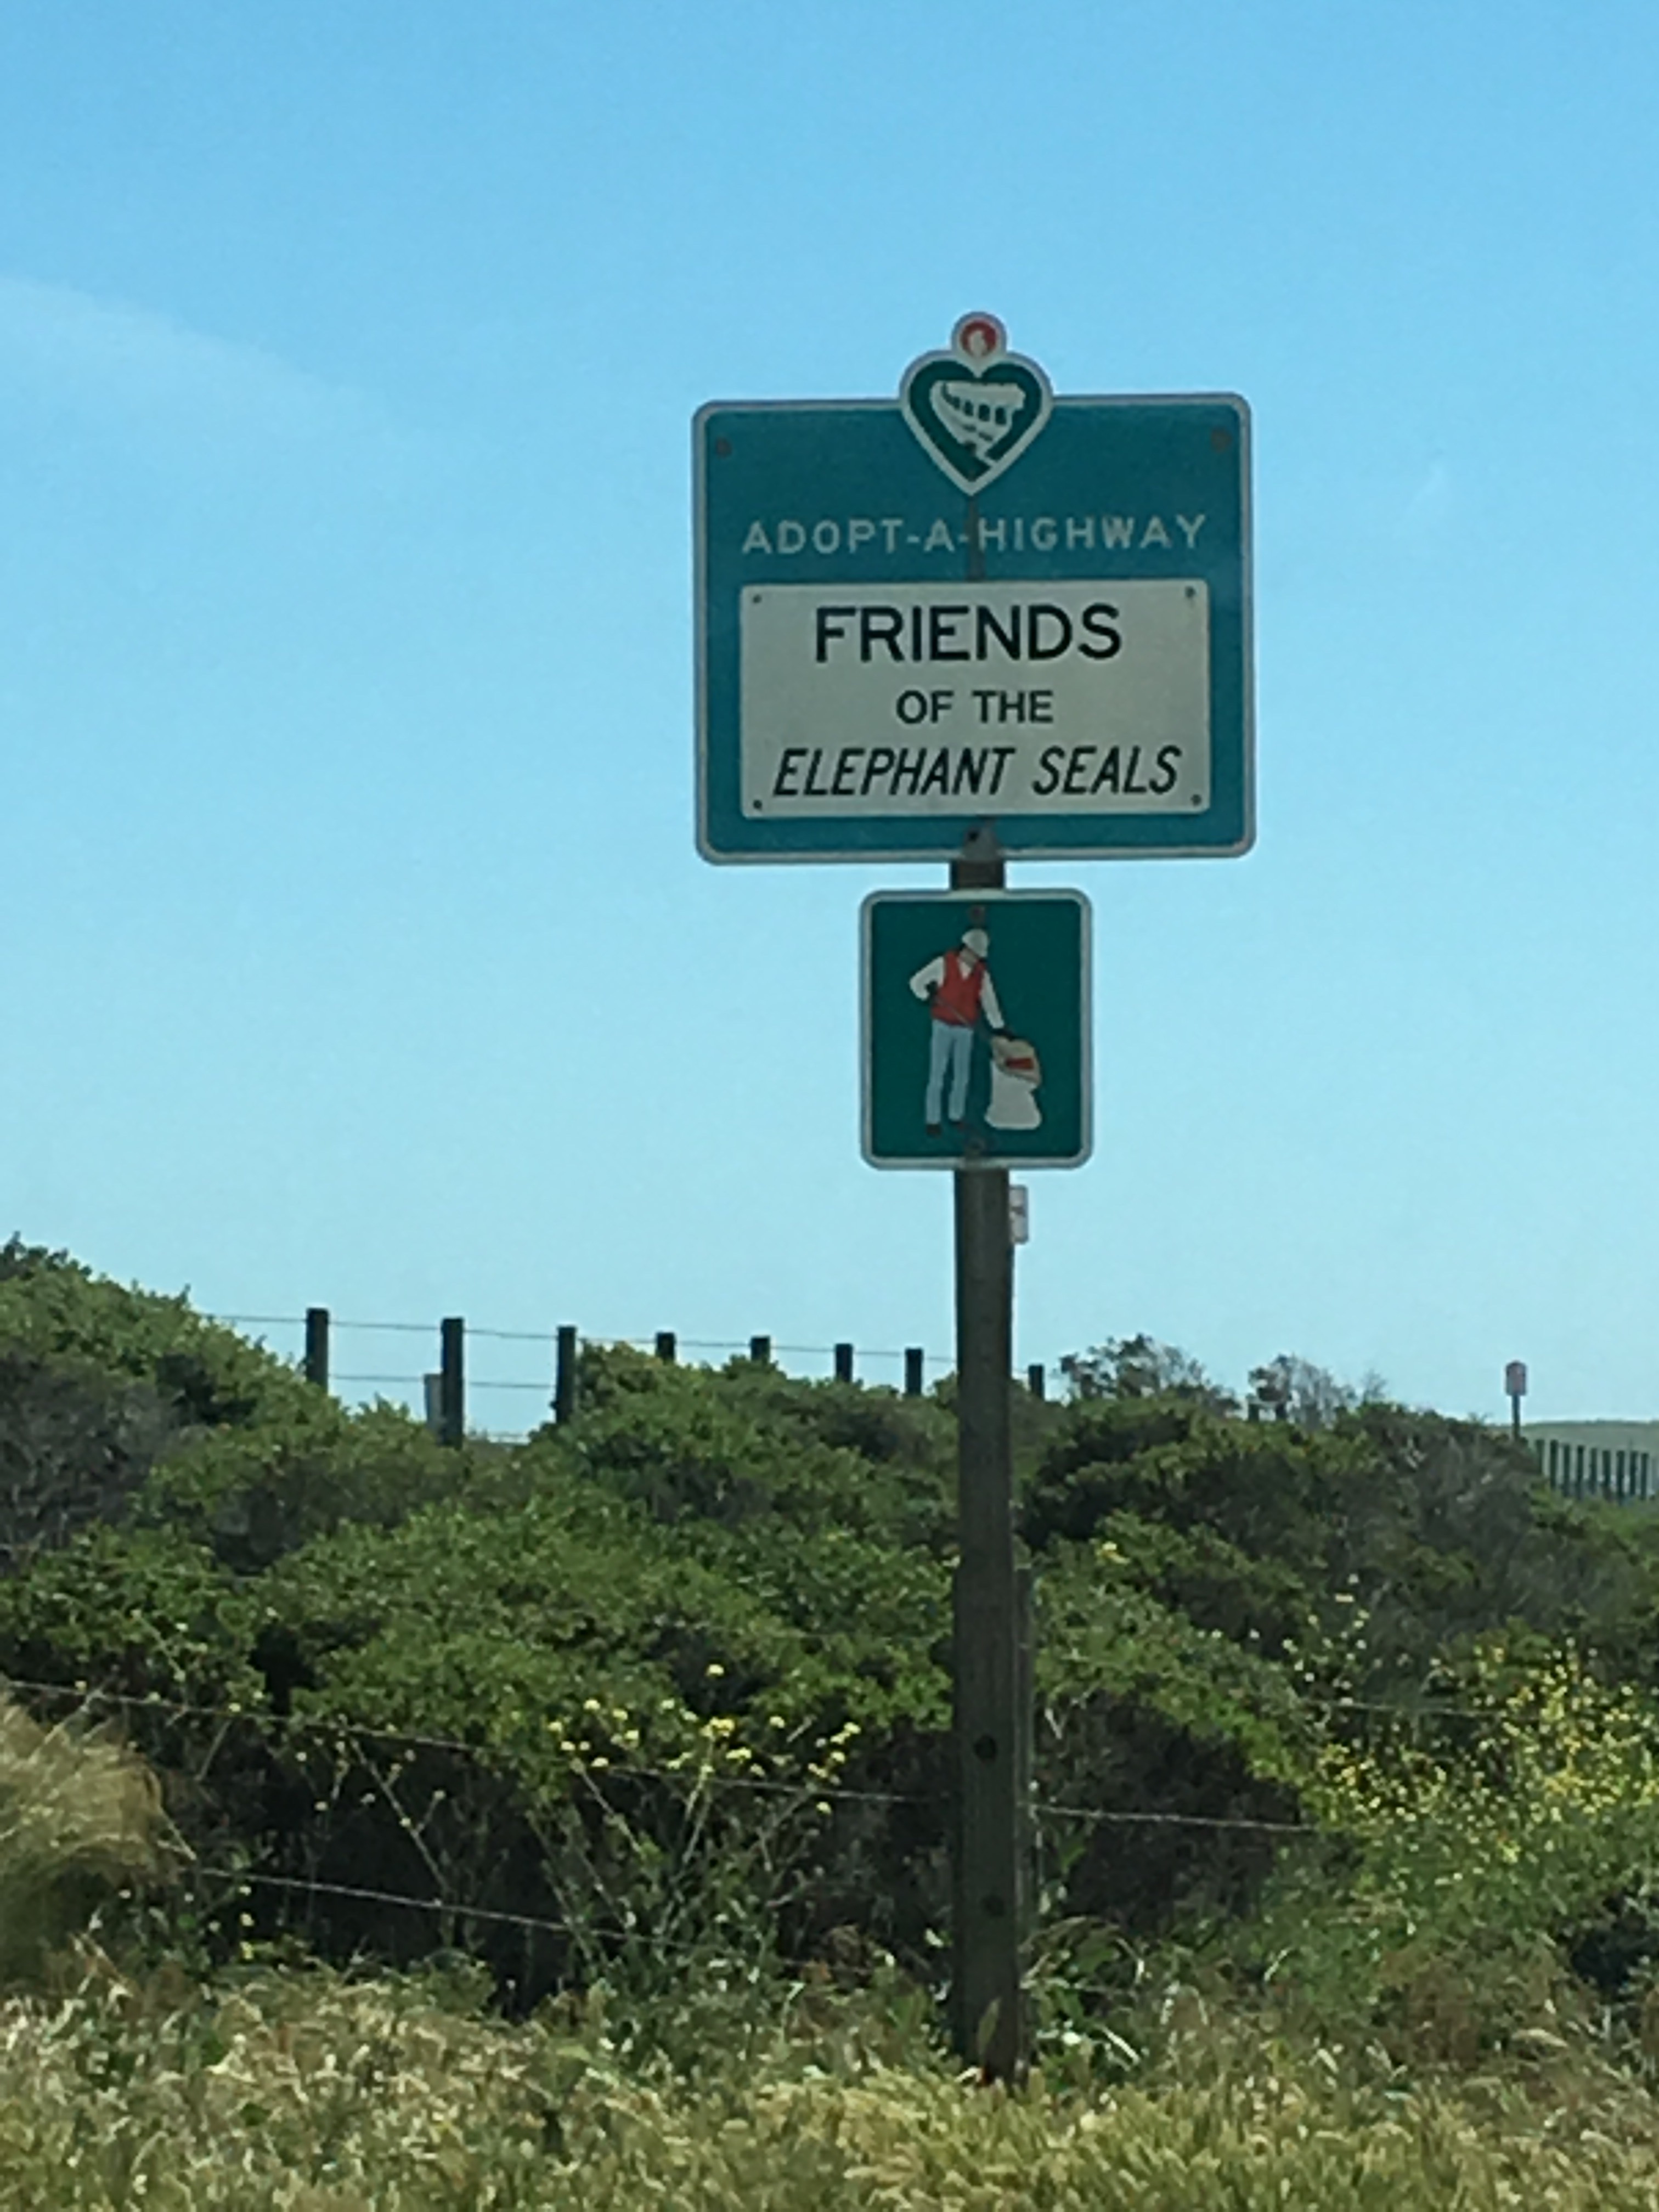 ADOPT-A-HIGHWAY
FRIENDS
OF THE
ELEPHANT SEALS